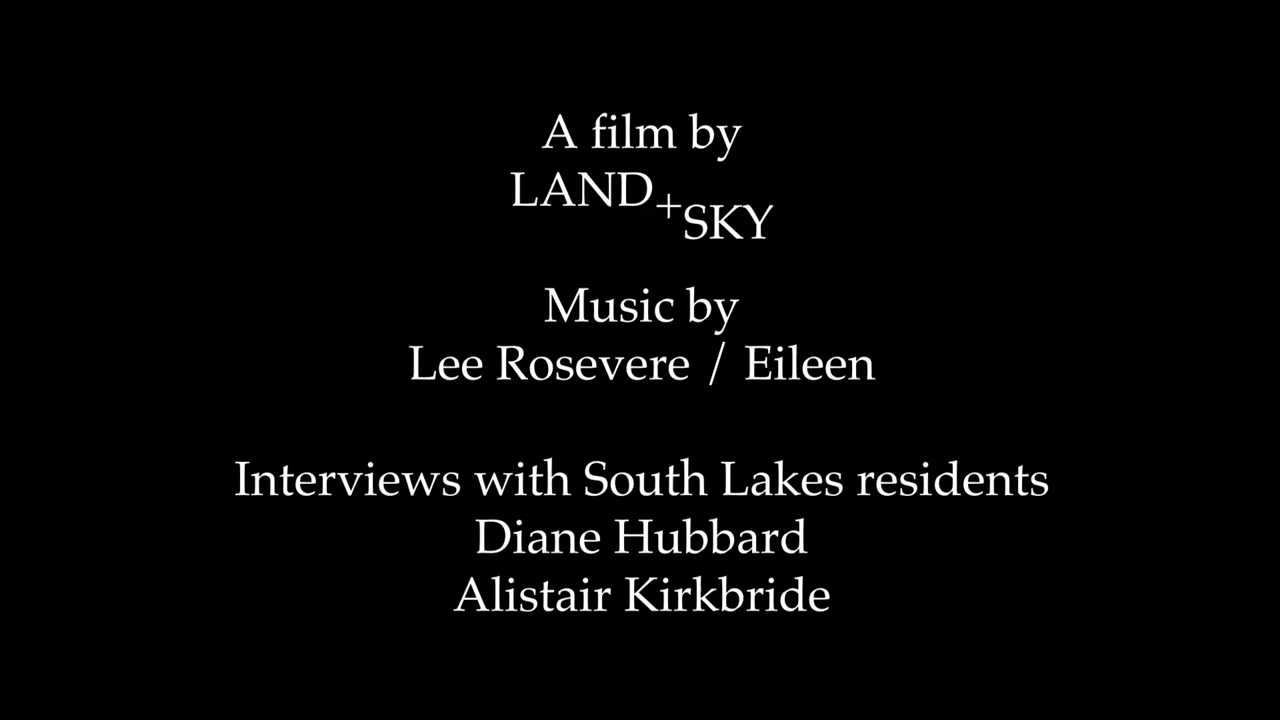 A film by
LAND+SKY
Music by
Lee Rosevere / Eileen
Interviews with South Lakes residents
Diane Hubbard
Alistair Kirkbride